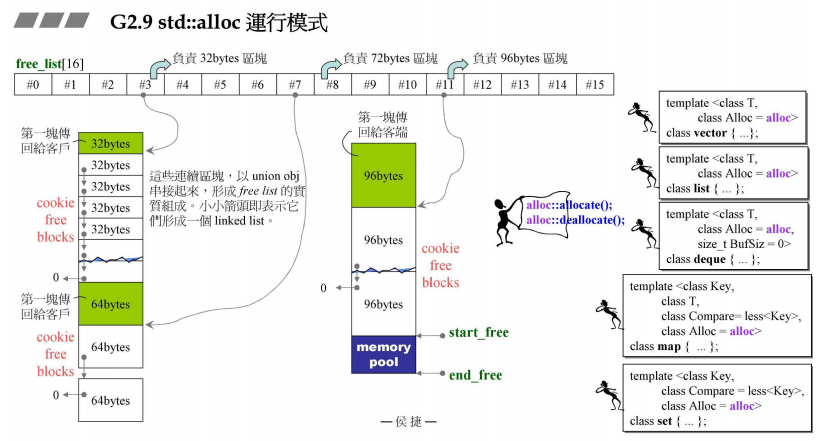 G2.9 std::alloc 運行模式
free_list[16]
負責 32bytes 區塊
負責 72bytes 區塊
負責 96bytes 區塊
#0 #1 #2 #3 #4 #5 #6 #7 #8 #9 #10 #11 #12 #13 #14 #15
第一塊傳
回給客戶
32bytes
32bytes
32bytes
32bytes
32bytes
cookie
free
blocks
0
這些連續區塊，以 union obj
串接起來，形成 free list 的實
質組成。小小箭頭即表示它
們形成一個 linked list。
第一塊傳
回給客戶
64bytes
cookie
free
blocks
64bytes
0
64bytes
第一塊傳
回給客端
96bytes
96bytes
cookie
free
blocks
0
96bytes
memory
pool
start_free
end_free
alloc::allocate();
alloc::deallocate();
template <class T,
class Alloc = alloc>
class vector { ...};
template <class T,
class Alloc = alloc>
class list { ...};
template <class T,
class Alloc = alloc,
size_t BufSiz = 0>
class deque { ... };
template <class Key,
class T,
class Compare= less<Key>,
class Alloc = alloc>
class map { ... };
template <class Key,
class Compare = less<Key>,
class Alloc = alloc>
class set { ... };
—侯 捷—